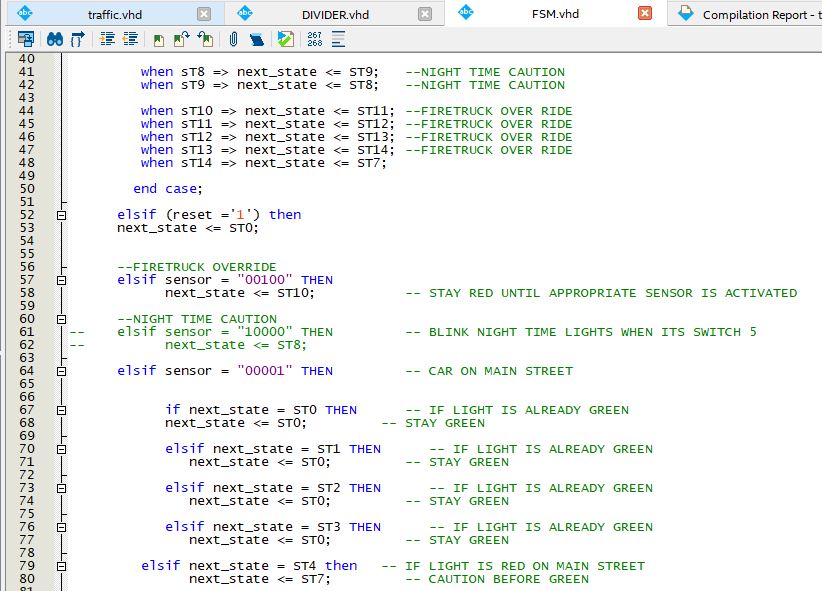 traffic.vhd DIVIDER.vhd FSM.vhd Compilation Report - t
267
268
40
41 when sT8 => next_state <= ST9; --NIGHT TIME CAUTION
42 when sT9 => next_state <= ST8; --NIGHT TIME CAUTION
43
44 when sT10 => next_state <= ST11; --FIRETRUCK OVER RIDE
45 when sT11 => next_state <= ST12; --FIRETRUCK OVER RIDE
46 when sT12 => next_state <= ST13; --FIRETRUCK OVER RIDE
47 when sT13 => next_state <= ST14; --FIRETRUCK OVER RIDE
48 when sT14 => next_state <= ST7;
49
50 end case;
51
52 elsif (reset ='1') then
53 next_state <= ST0;
54
55
56 --FIRETRUCK OVERRIDE
57 elsif sensor = "00100" THEN
58 next_state <= ST10; -- STAY RED UNTIL APPROPRIATE SENSOR IS ACTIVATED
59
60 --NIGHT TIME CAUTION
61 -- elsif sensor = "10000" THEN -- BLINK NIGHT TIME LIGHTS WHEN ITS SWITCH 5
62 -- next_state <= ST8;
63
64 elsif sensor = "00001" THEN -- CAR ON MAIN STREET
65
66
67 if next_state = ST0 THEN -- IF LIGHT IS ALREADY GREEN
68 next_state <= ST0; -- STAY GREEN
69
70 elsif next_state = ST1 THEN -- IF LIGHT IS ALREADY GREEN
71 next_state <= ST0; -- STAY GREEN
72
73 elsif next_state = ST2 THEN -- IF LIGHT IS ALREADY GREEN
74 next_state <= ST0; -- STAY GREEN
75
76 elsif next_state = ST3 THEN -- IF LIGHT IS ALREADY GREEN
77 next_state <= ST0; -- STAY GREEN
78
79 elsif next_state = ST4 then -- IF LIGHT IS RED ON MAIN STREET
80 next_state <= ST7; -- CAUTION BEFORE GREEN